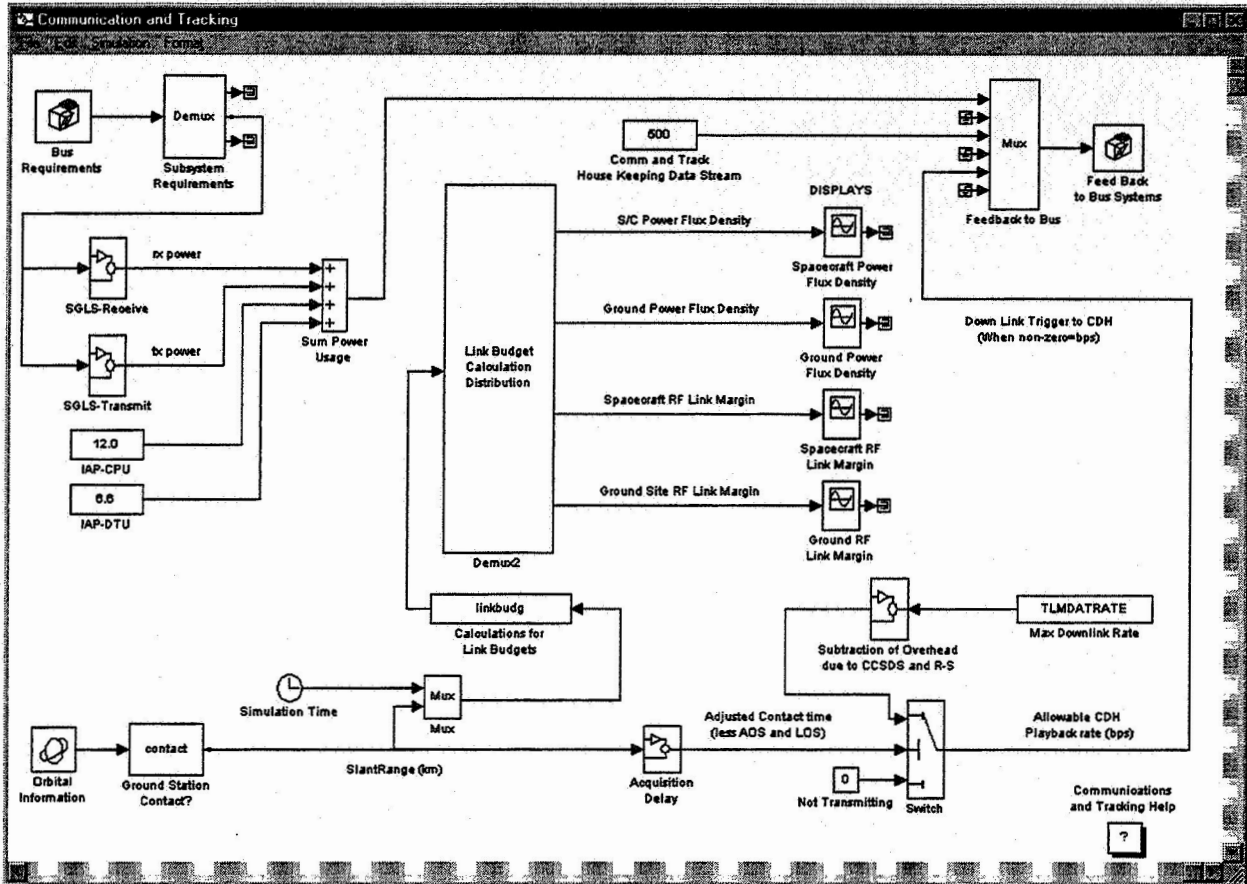 Communication and Tracking
File Edit Simulation Format
Demux
Bus
Requirements
Subsystem
Requirements
500
Comm and Track
House Keeping Data Stream
Mux
Feedback to Bus
Feed Back
to Bus Systems
DISPLAYS
S/C Power Flux Density
Spacecraft Power
Flux Density
rx power
SGLS-Receive
Sum Power
Usage
tx power
SGLS-Transmit
12.0
IAP-CPU
6.6
IAP-DTU
Link Budget
Calculation
Distribution
Demux2
Ground Power Flux Density
Ground Power
Flux Density
Down Link Trigger to CDH
(When non-zero=bps)
Spacecraft RF Link Margin
Spacecraft RF
Link Margin
Ground Site RF Link Margin
Ground RF
Link Margin
linkbudg
Calculations for
Link Budgets
TLMDATRATE
Max Downlink Rate
Subtraction of Overhead
due to CCSDS and R-S
Simulation Time
Mux
Mux
Orbital
Information
contact
Ground Station
Contact?
SlantRange (km)
Acquisition
Delay
Adjusted Contact time
(less AOS and LOS)
0
Not Transmitting
Switch
Allowable CDH
Playback rate (bps)
Communications
and Tracking Help
?